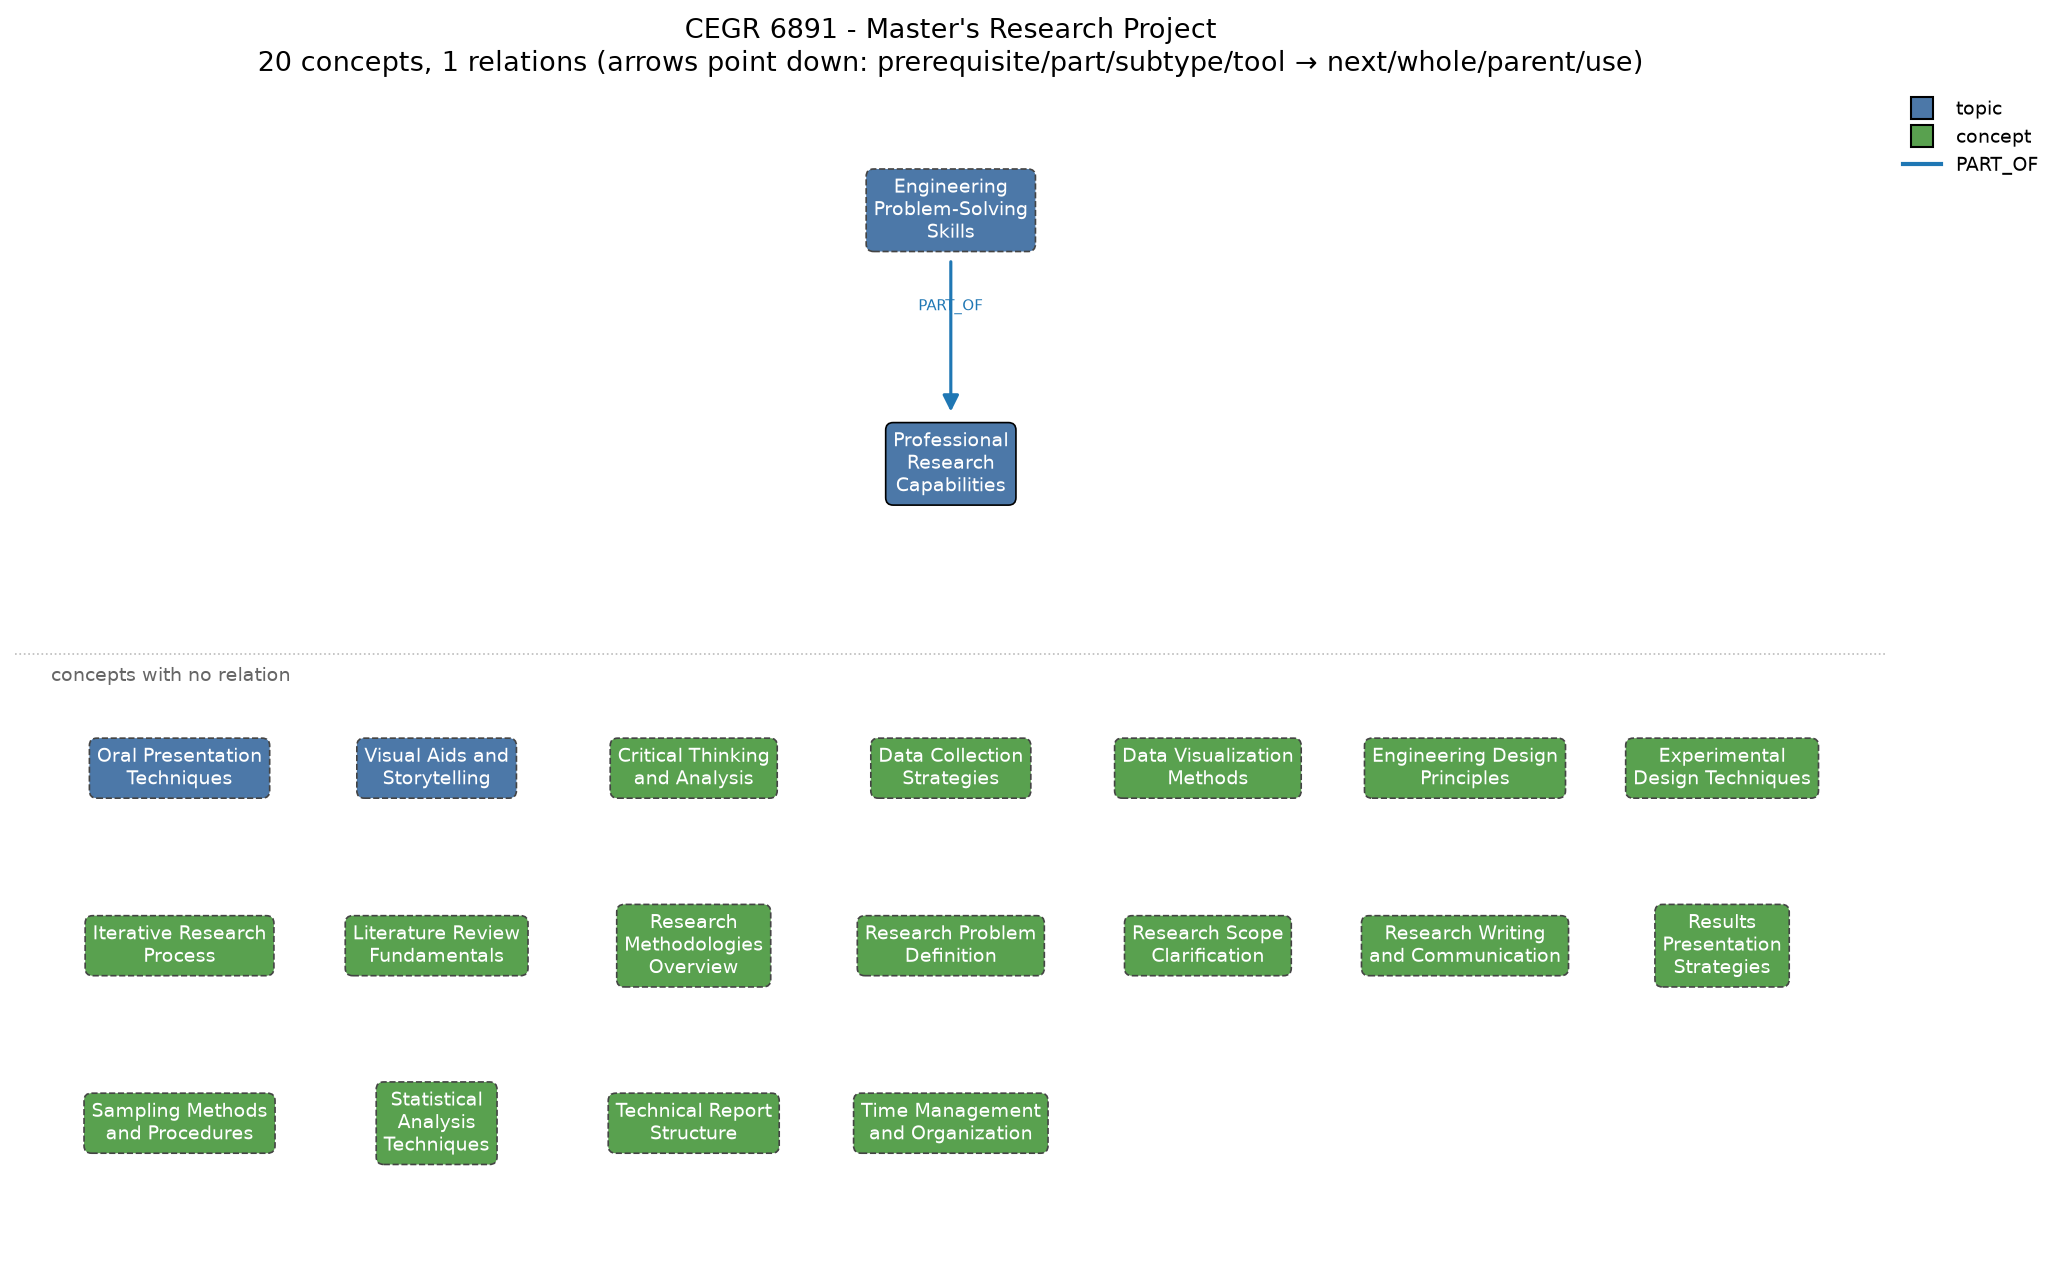 CEGR 6891 - Master's Research Project
20 concepts, 1 relations (arrows point down: prerequisite/part/subtype/tool → next/whole/parent/use)
topic
concept
PART_OF
Engineering
Problem-Solving
Skills
PART_OF
Professional
Research
Capabilities
concepts with no relation
Oral Presentation
Techniques
Visual Aids and
Storytelling
Critical Thinking
and Analysis
Data Collection
Strategies
Data Visualization
Methods
Engineering Design
Principles
Experimental
Design Techniques
Iterative Research
Process
Literature Review
Fundamentals
Research
Methodologies
Overview
Research Problem
Definition
Research Scope
Clarification
Research Writing
and Communication
Results
Presentation
Strategies
Sampling Methods
and Procedures
Statistical
Analysis
Techniques
Technical Report
Structure
Time Management
and Organization